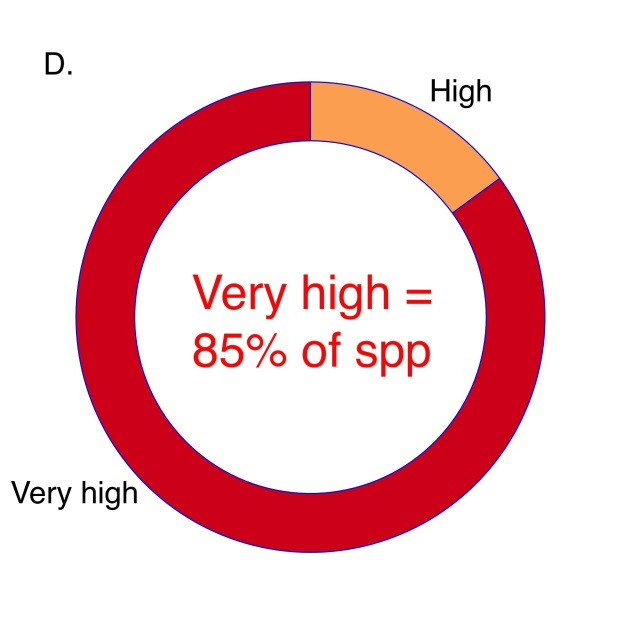 D.
High
Very high =
85% of spp
Very high